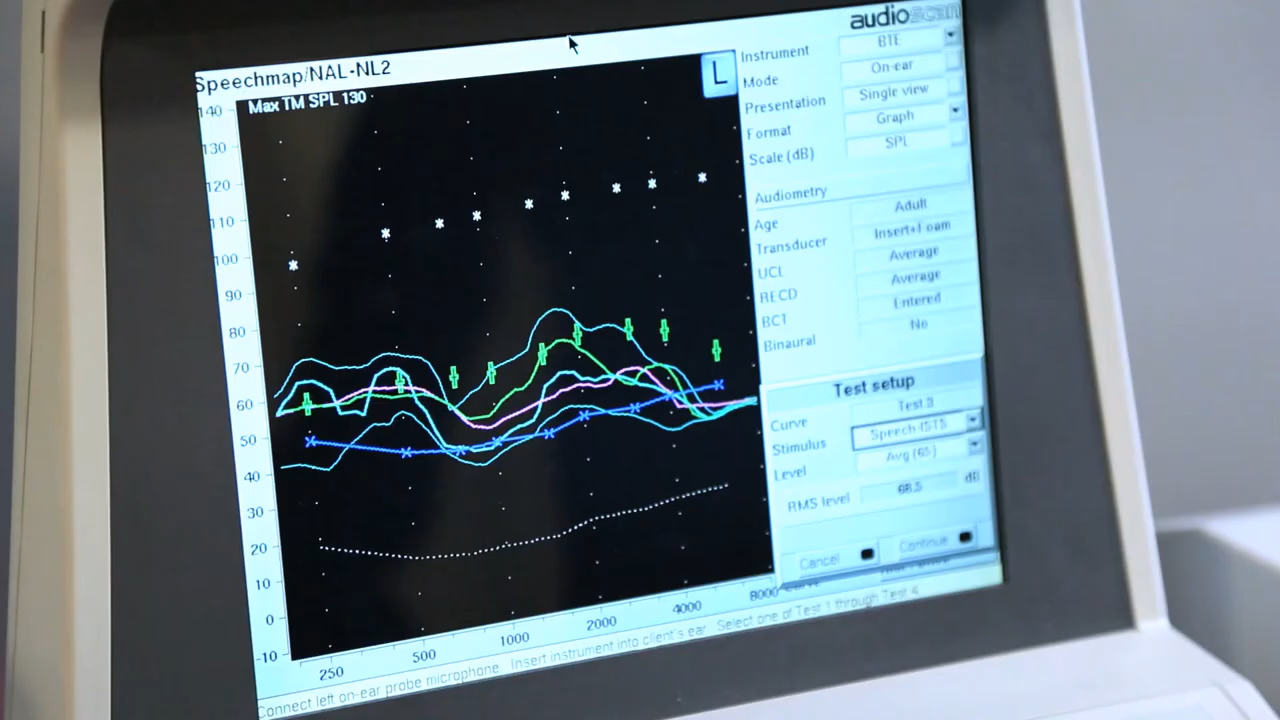 audioscan
Speechmap/NAL-NL2
Max TM SPL 130
L
Instrument BTE
Mode On-ear
Presentation Single view
Format Graph
Scale (dB) SPL
Audiometry
Age Adult
Transducer Insert+Foam
UCL Average
RECD Average
BCT Entered
Binaural No
Test setup
Curve Test 3
Stimulus Speech-ISTS
Level Avg (65)
RMS level 68.5 dB
Cancel Continue
140
130
120
110
100
90
80
70
60
50
40
30
20
10
0
-10
250 500 1000 2000 4000 8000
Connect left on-ear probe microphone. Insert instrument into client's ear. Select one of Test 1 through Test 4.